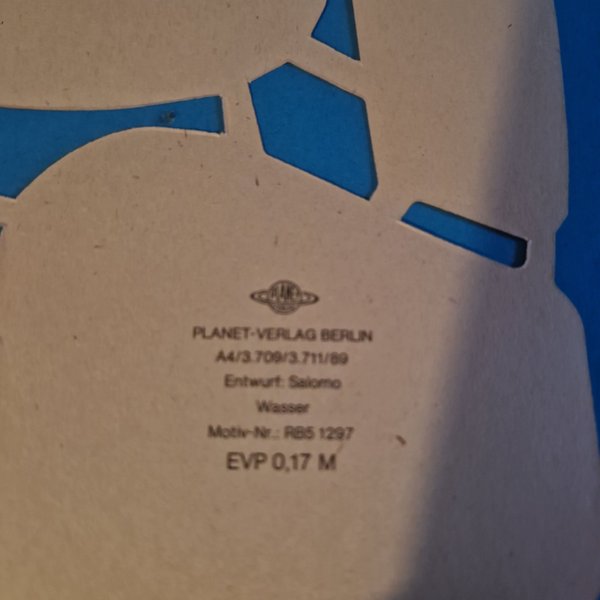 PLANET
PLANET-VERLAG BERLIN
A4/3.709/3.711/89
Entwurf: Salomo
Wasser
Motiv-Nr.: RB5 1297
EVP 0,17 M